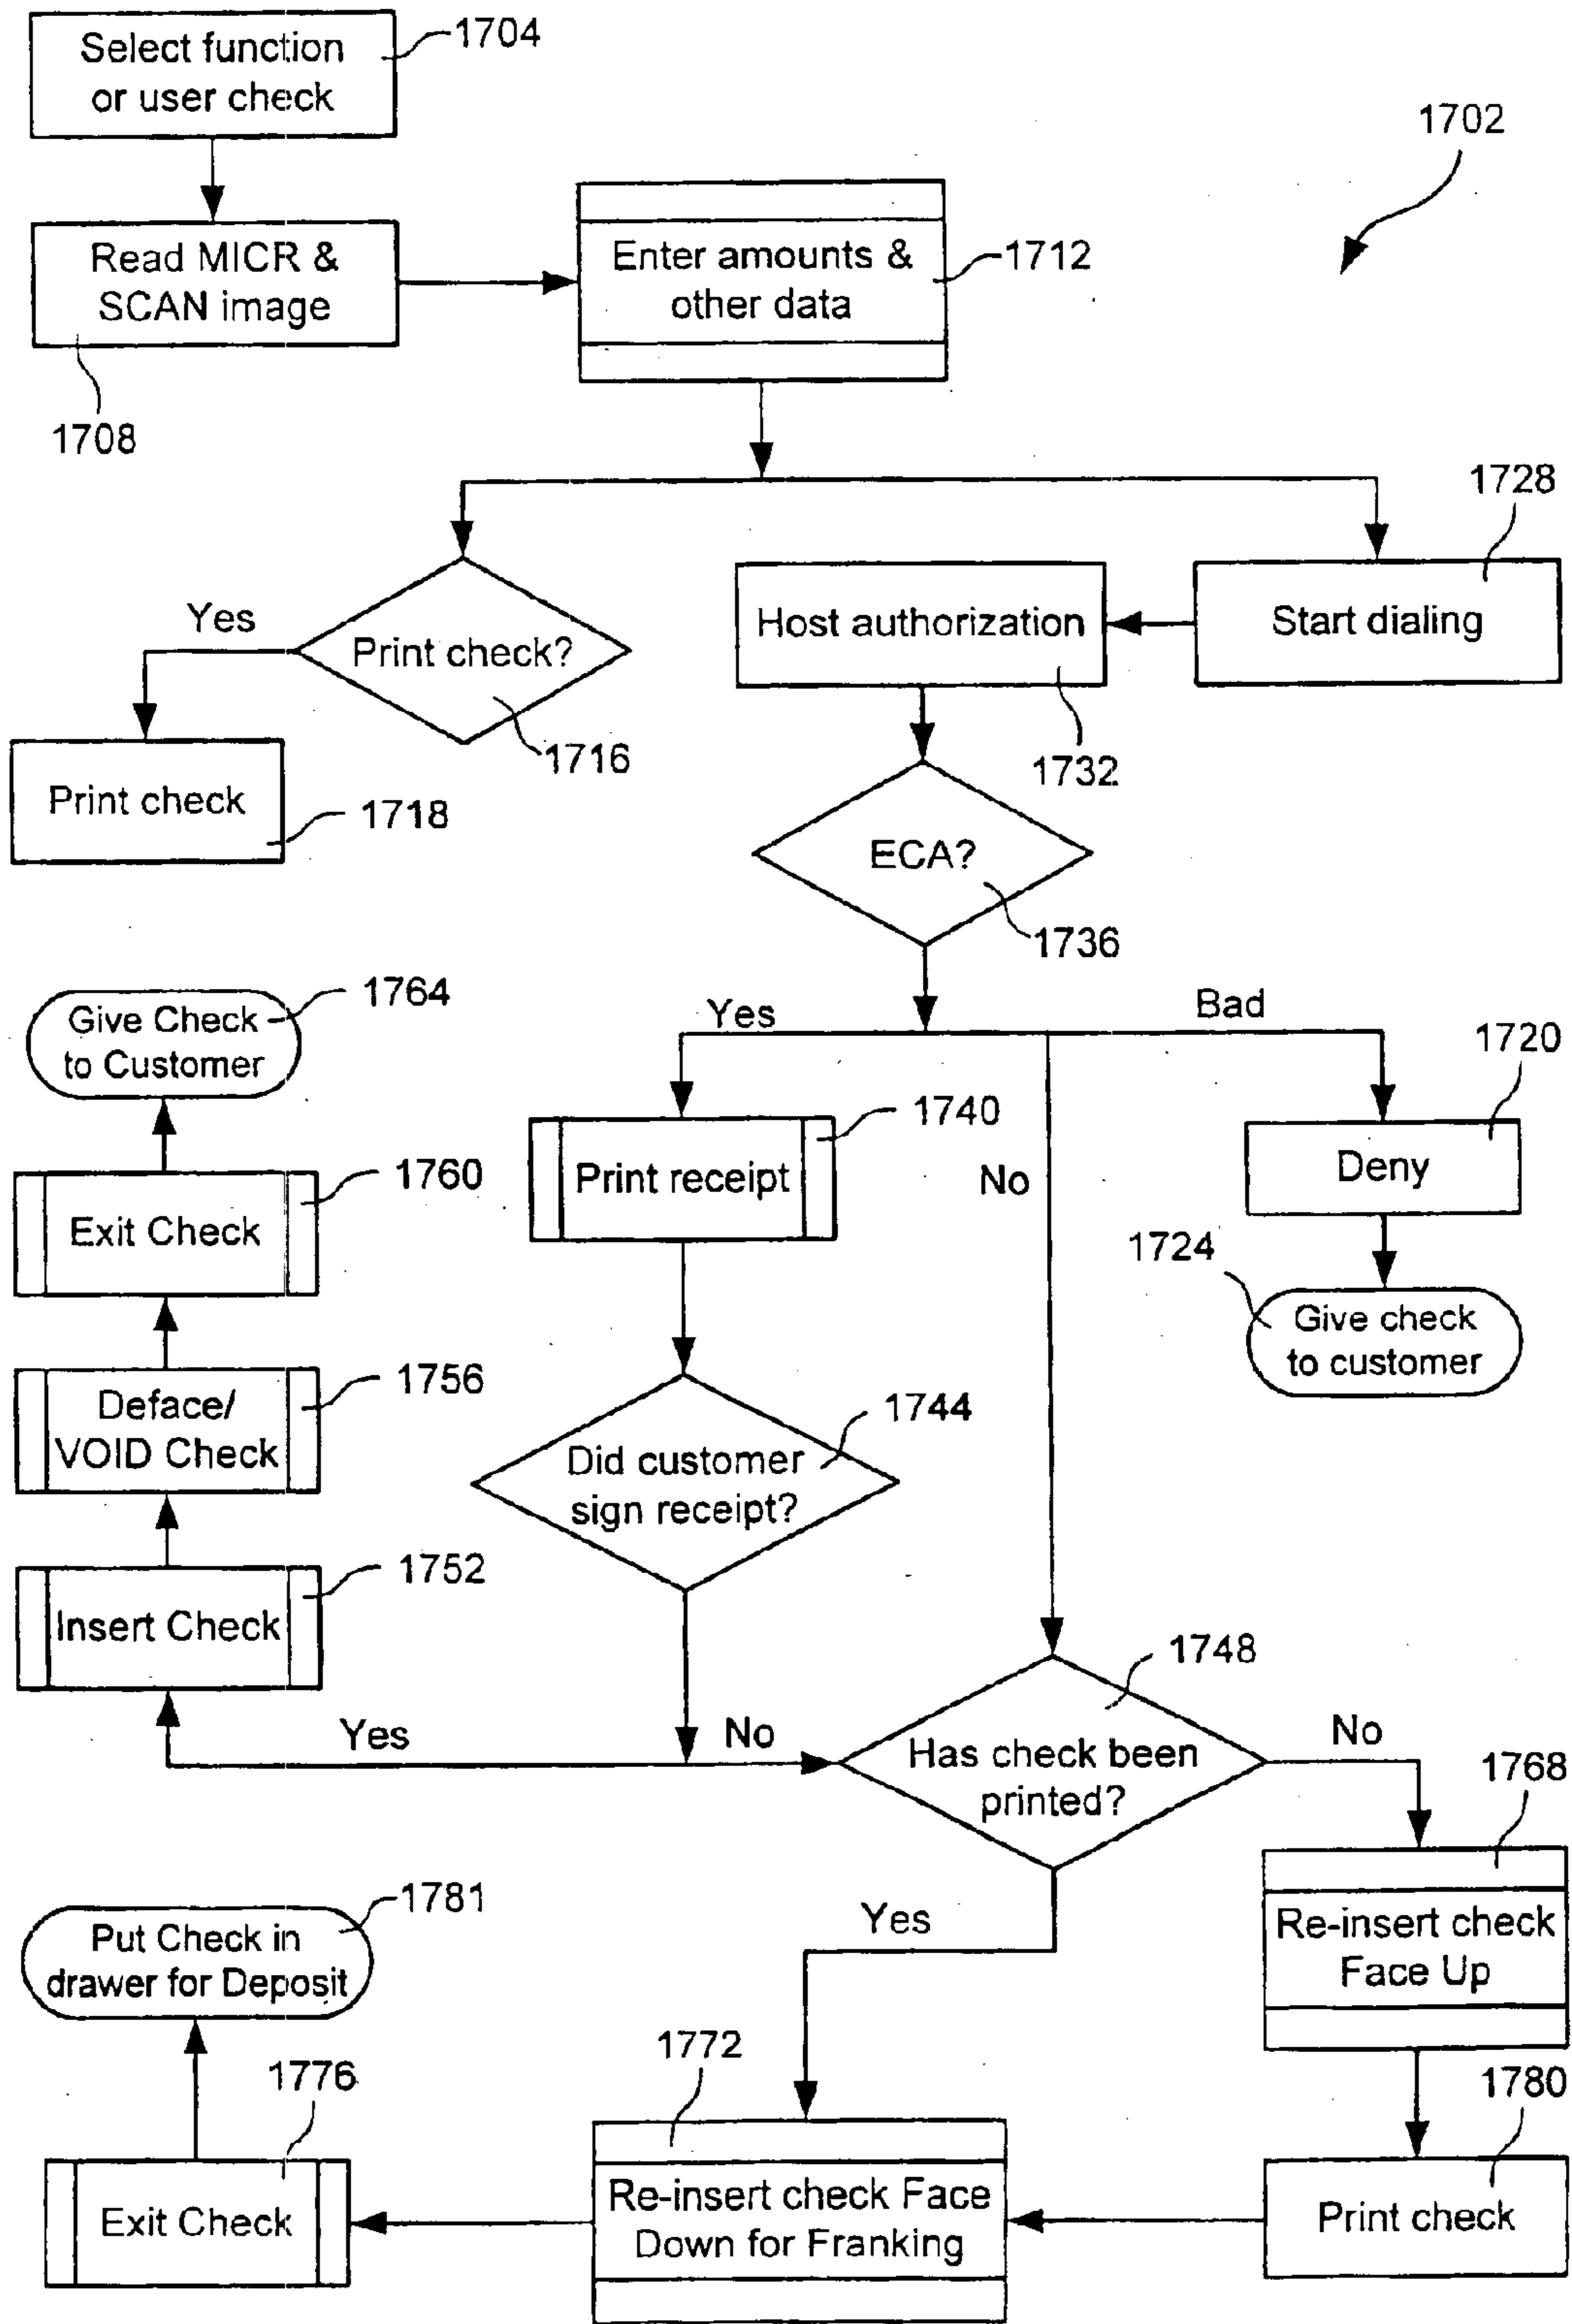 Select function
or user check
1704
1702
Read MICR &
SCAN image
1708
Enter amounts &
other data
1712
1728
Start dialing
Host authorization
1732
Yes
Print check?
1716
Print check
1718
ECA?
1736
Yes
Bad
No
1764
Give Check
to Customer
1760
Exit Check
1756
Deface/
VOID Check
1752
Insert Check
1740
Print receipt
1720
Deny
1724
Give check
to customer
1744
Did customer
sign receipt?
Yes
No
1748
Has check been
printed?
No
1768
Re-insert check
Face Up
Yes
1781
Put Check in
drawer for Deposit
1776
Exit Check
1772
Re-insert check Face
Down for Franking
1780
Print check